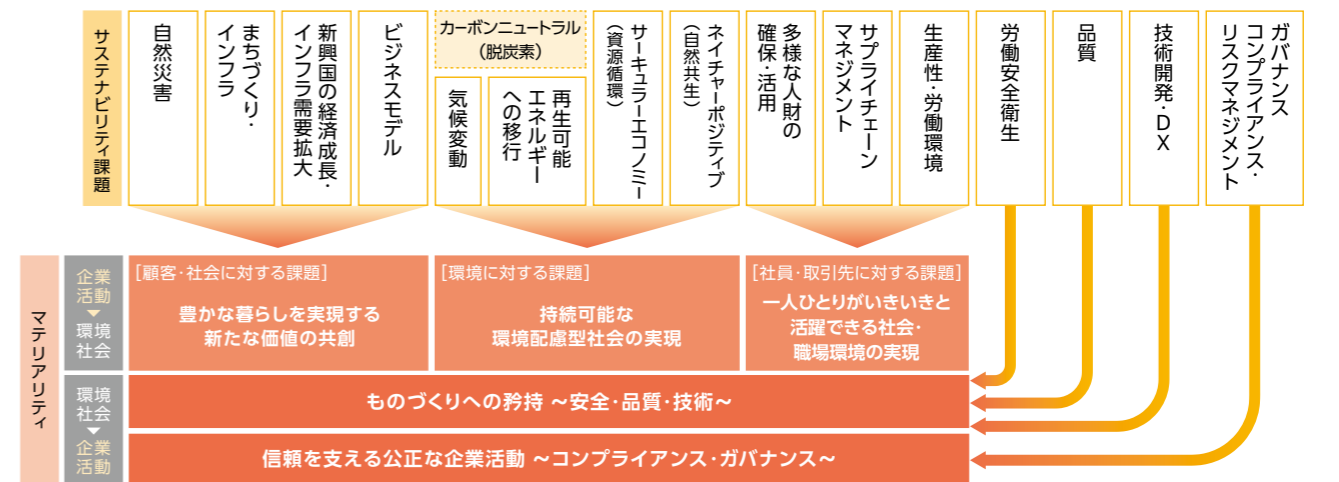 サステナビリティ課題
自然災害
まちづくり・
インフラ
新興国の経済成長・
インフラ需要拡大
ビジネスモデル
カーボンニュートラル
（脱炭素）
気候変動
再生可能
エネルギー
への移行
サーキュラーエコノミー
（資源循環）
ネイチャーポジティブ
（自然共生）
多様な人財の
確保・活用
サプライチェーン
マネジメント
生産性・労働環境
労働安全衛生
品質
技術開発・DX
ガバナンス
コンプライアンス・
リスクマネジメント
マテリアリティ
企業
活動
環境
社会
[顧客・社会に対する課題]
豊かな暮らしを実現する
新たな価値の共創
[環境に対する課題]
持続可能な
環境配慮型社会の実現
[社員・取引先に対する課題]
一人ひとりがいきいきと
活躍できる社会・
職場環境の実現
環境
社会
企業
活動
ものづくりへの矜持 〜安全・品質・技術〜
信頼を支える公正な企業活動 〜コンプライアンス・ガバナンス〜